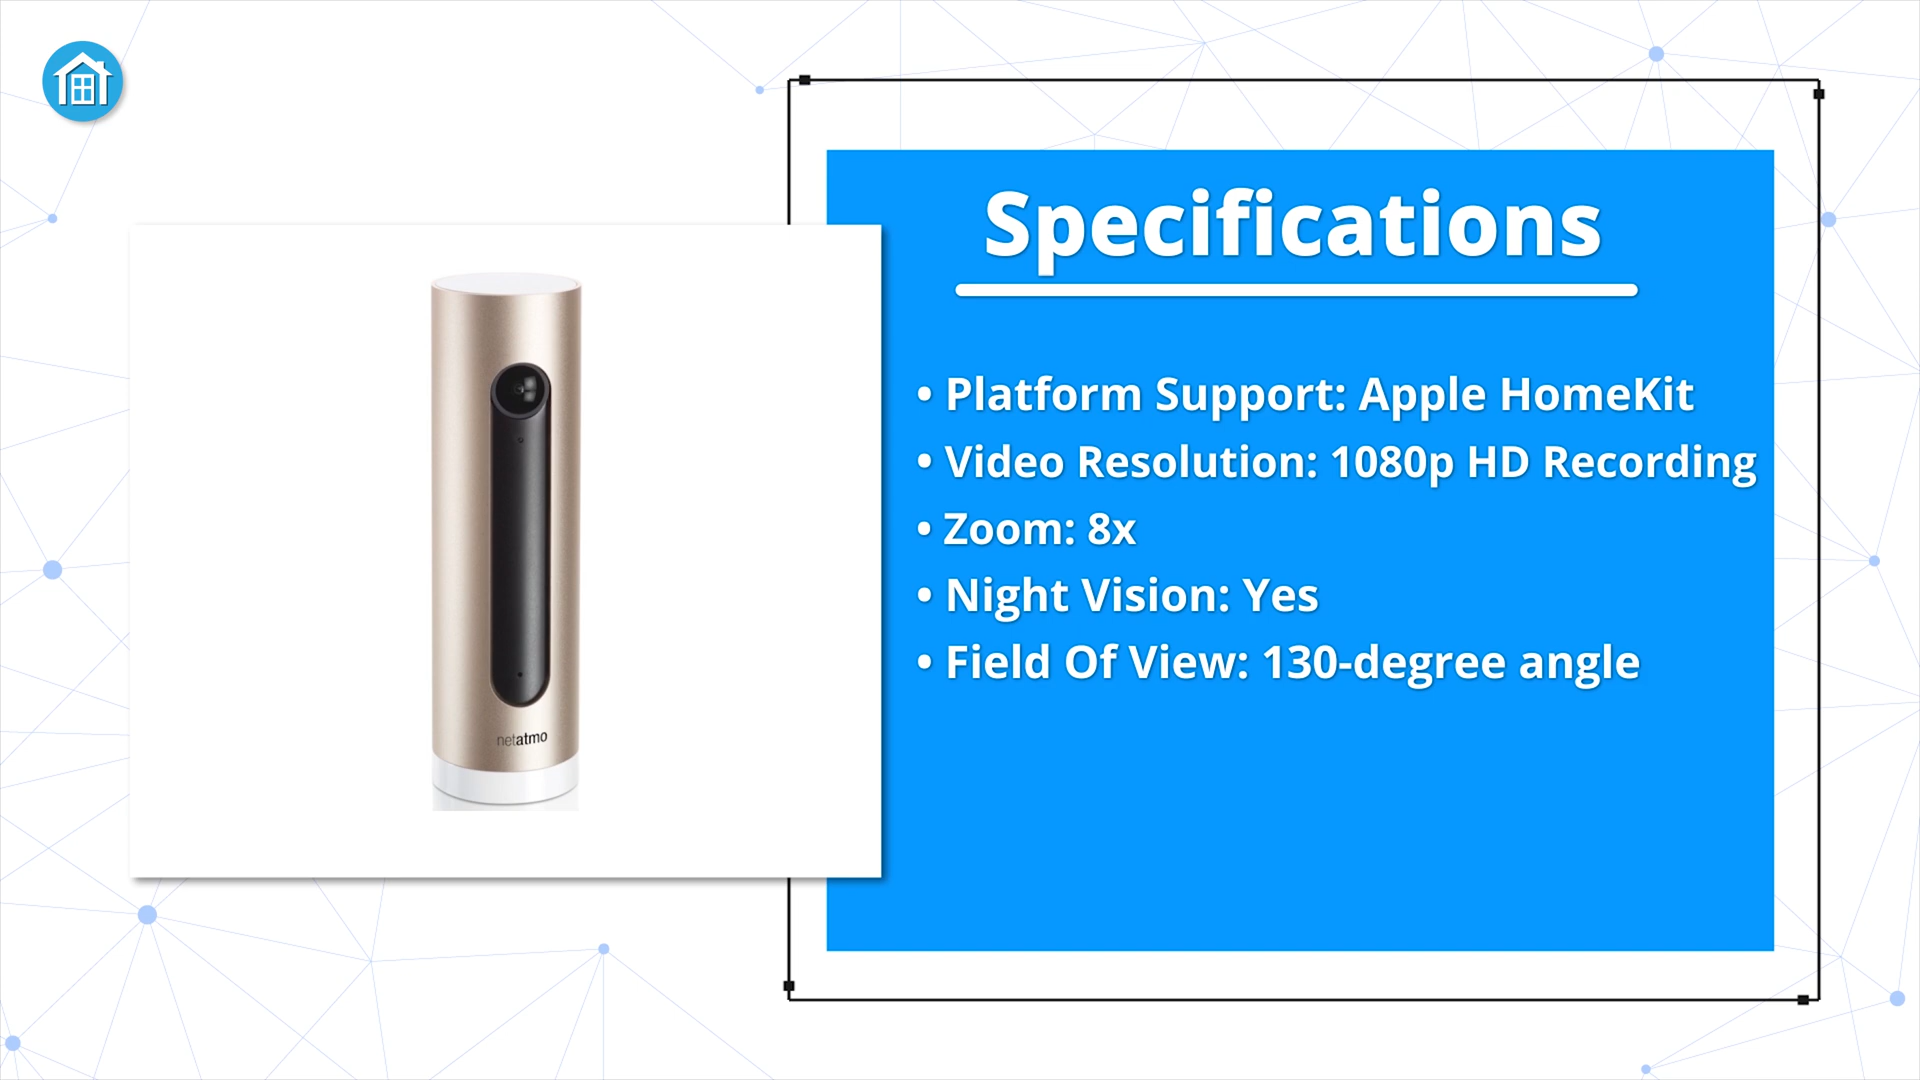 Specifications
• Platform Support: Apple HomeKit
• Video Resolution: 1080p HD Recording
• Zoom: 8x
• Night Vision: Yes
• Field Of View: 130-degree angle
netatmo